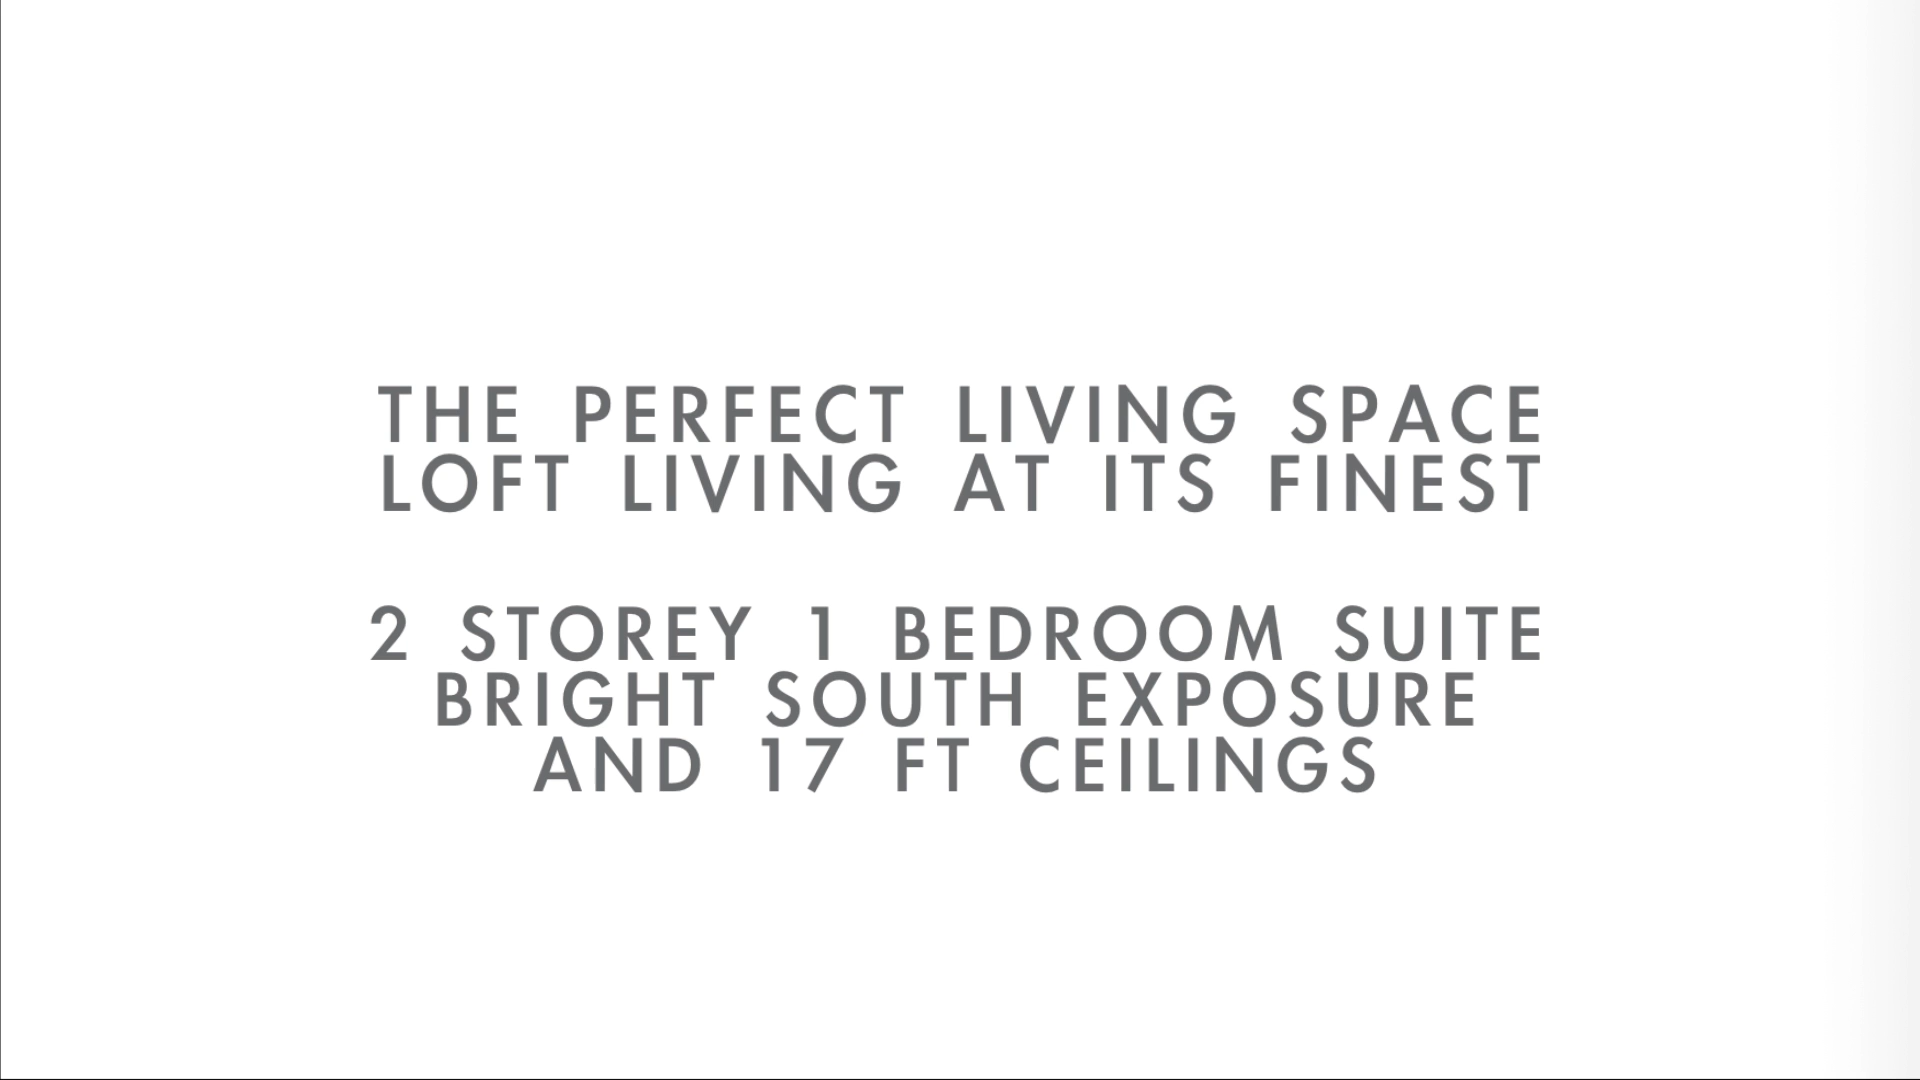 THE PERFECT LIVING SPACE
LOFT LIVING AT ITS FINEST
2 STOREY 1 BEDROOM SUITE
BRIGHT SOUTH EXPOSURE
AND 17 FT CEILINGS